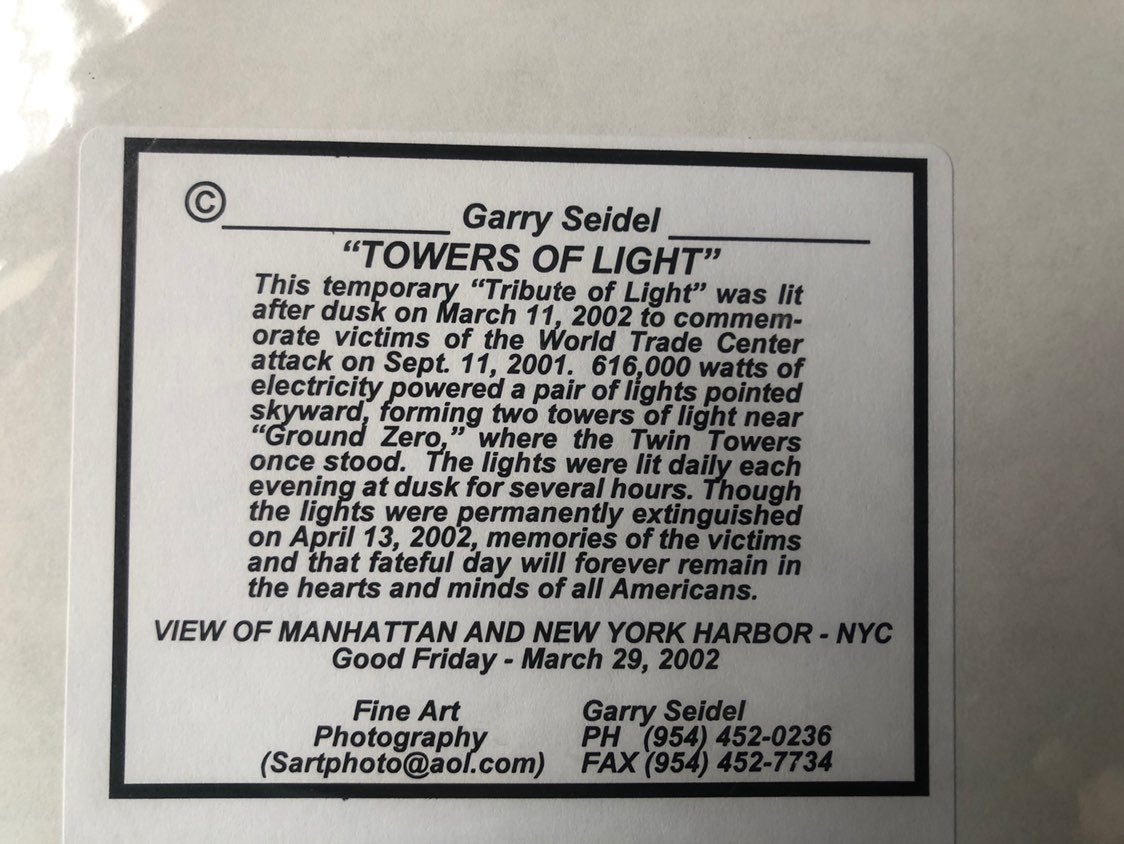 © Garry Seidel
“TOWERS OF LIGHT”
This temporary “Tribute of Light” was lit
after dusk on March 11, 2002 to commem-
orate victims of the World Trade Center
attack on Sept. 11, 2001. 616,000 watts of
electricity powered a pair of lights pointed
skyward, forming two towers of light near
“Ground Zero,” where the Twin Towers
once stood. The lights were lit daily each
evening at dusk for several hours. Though
the lights were permanently extinguished
on April 13, 2002, memories of the victims
and that fateful day will forever remain in
the hearts and minds of all Americans.
VIEW OF MANHATTAN AND NEW YORK HARBOR - NYC
Good Friday - March 29, 2002
Fine Art
Photography
(Sartphoto@aol.com)
Garry Seidel
PH (954) 452-0236
FAX (954) 452-7734